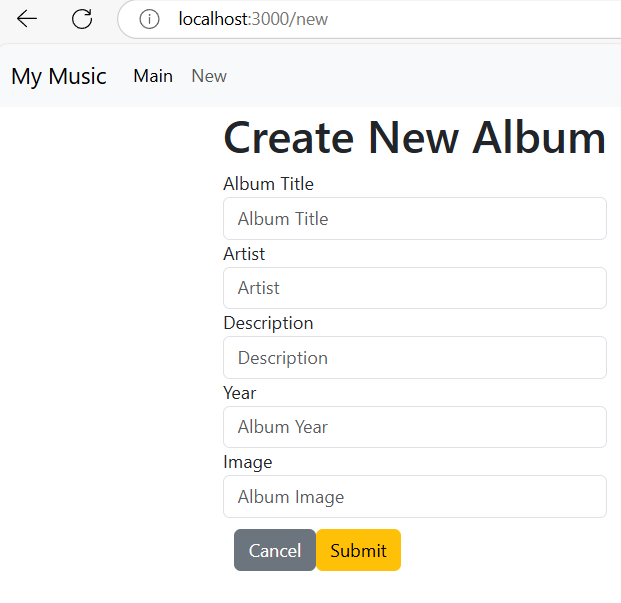 localhost:3000/new
My Music Main New
Create New Album
Album Title
Album Title
Artist
Artist
Description
Description
Year
Album Year
Image
Album Image
Cancel Submit